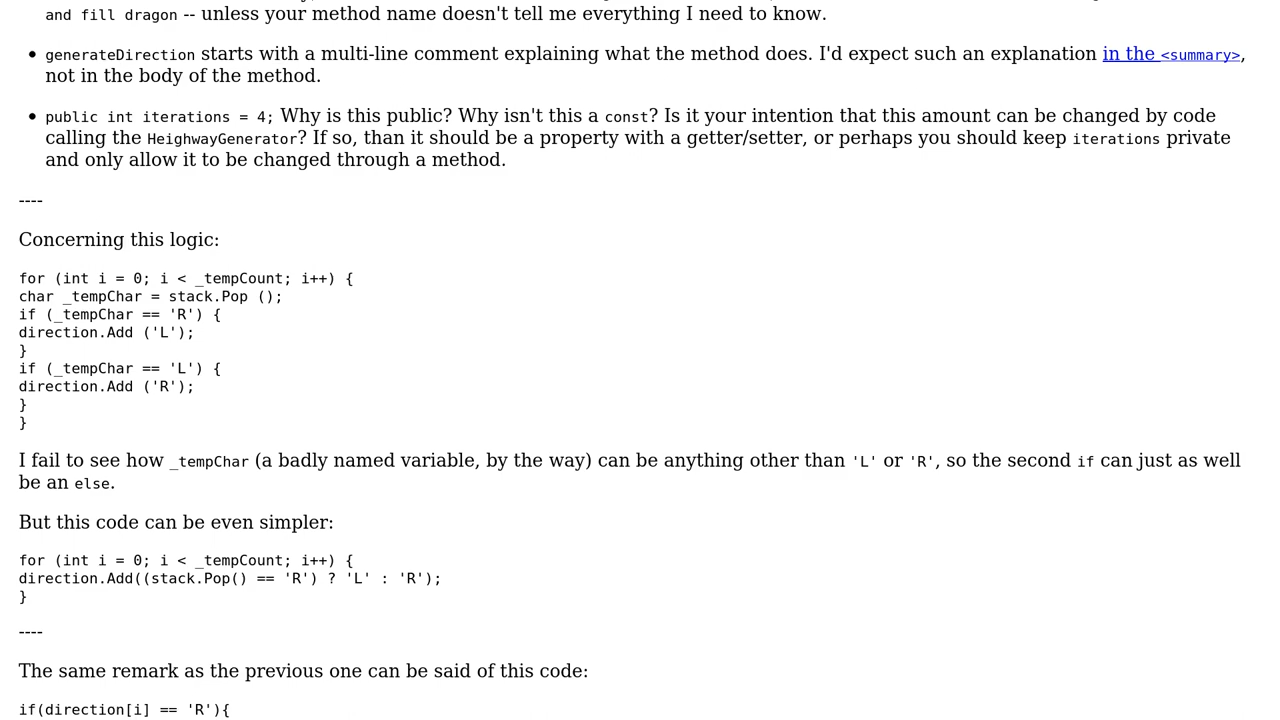 and fill dragon -- unless your method name doesn't tell me everything I need to know.
generateDirection starts with a multi-line comment explaining what the method does. I'd expect such an explanation in the <summary>,
not in the body of the method.
public int iterations = 4; Why is this public? Why isn't this a const? Is it your intention that this amount can be changed by code
calling the HeighwayGenerator? If so, than it should be a property with a getter/setter, or perhaps you should keep iterations private
and only allow it to be changed through a method.
----
Concerning this logic:
for (int i = 0; i < _tempCount; i++) {
char _tempChar = stack.Pop ();
if (_tempChar == 'R') {
direction.Add ('L');
}
if (_tempChar == 'L') {
direction.Add ('R');
}
}
I fail to see how _tempChar (a badly named variable, by the way) can be anything other than 'L' or 'R', so the second if can just as well
be an else.
But this code can be even simpler:
for (int i = 0; i < _tempCount; i++) {
direction.Add((stack.Pop() == 'R') ? 'L' : 'R');
}
----
The same remark as the previous one can be said of this code:
if(direction[i] == 'R'){